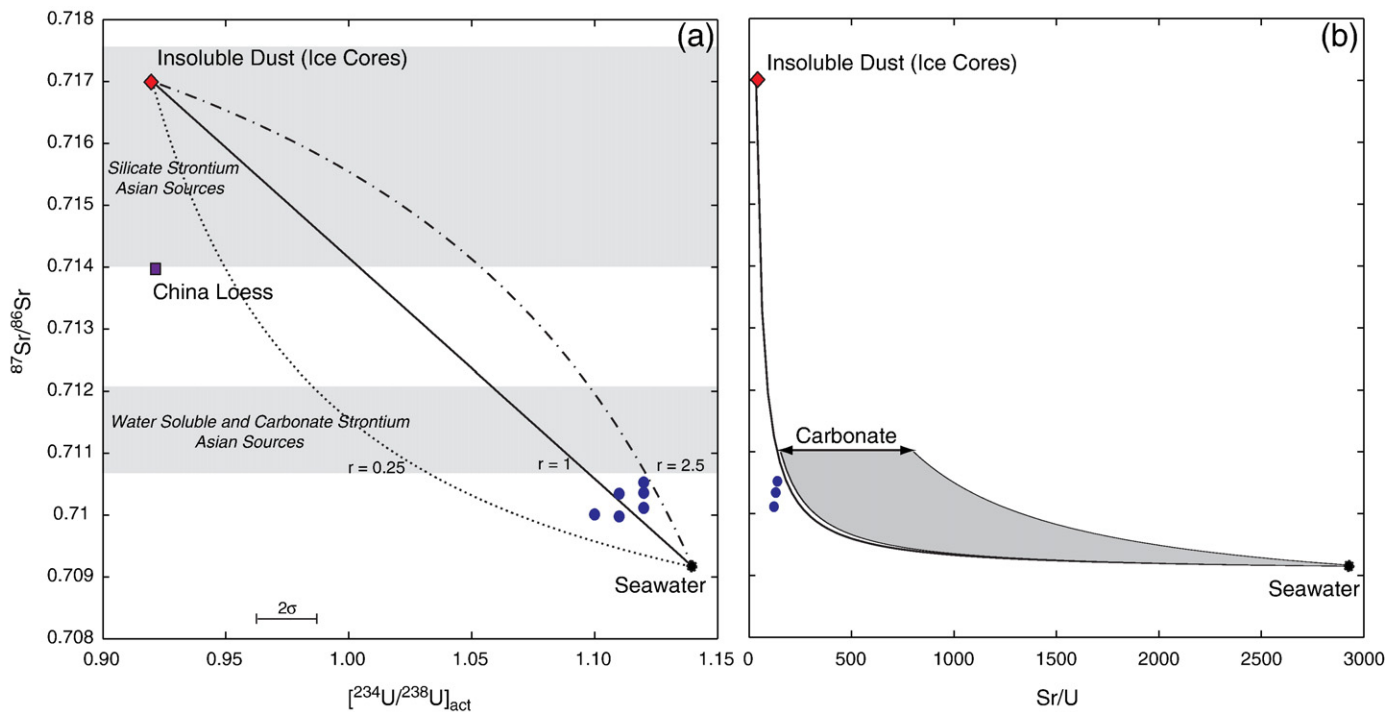 (a)
0.718
0.717
0.716
0.715
0.714
0.713
0.712
0.711
0.71
0.709
0.708
⁸⁷Sr/⁸⁶Sr
Insoluble Dust (Ice Cores)
Silicate Strontium
Asian Sources
China Loess
Water Soluble and Carbonate Strontium
Asian Sources
r = 0.25
r = 1
r = 2.5
Seawater
2σ
0.90
0.95
1.00
1.05
1.10
1.15
[²³⁴U/²³⁸U]act
(b)
Insoluble Dust (Ice Cores)
Carbonate
Seawater
0
500
1000
1500
2000
2500
3000
Sr/U